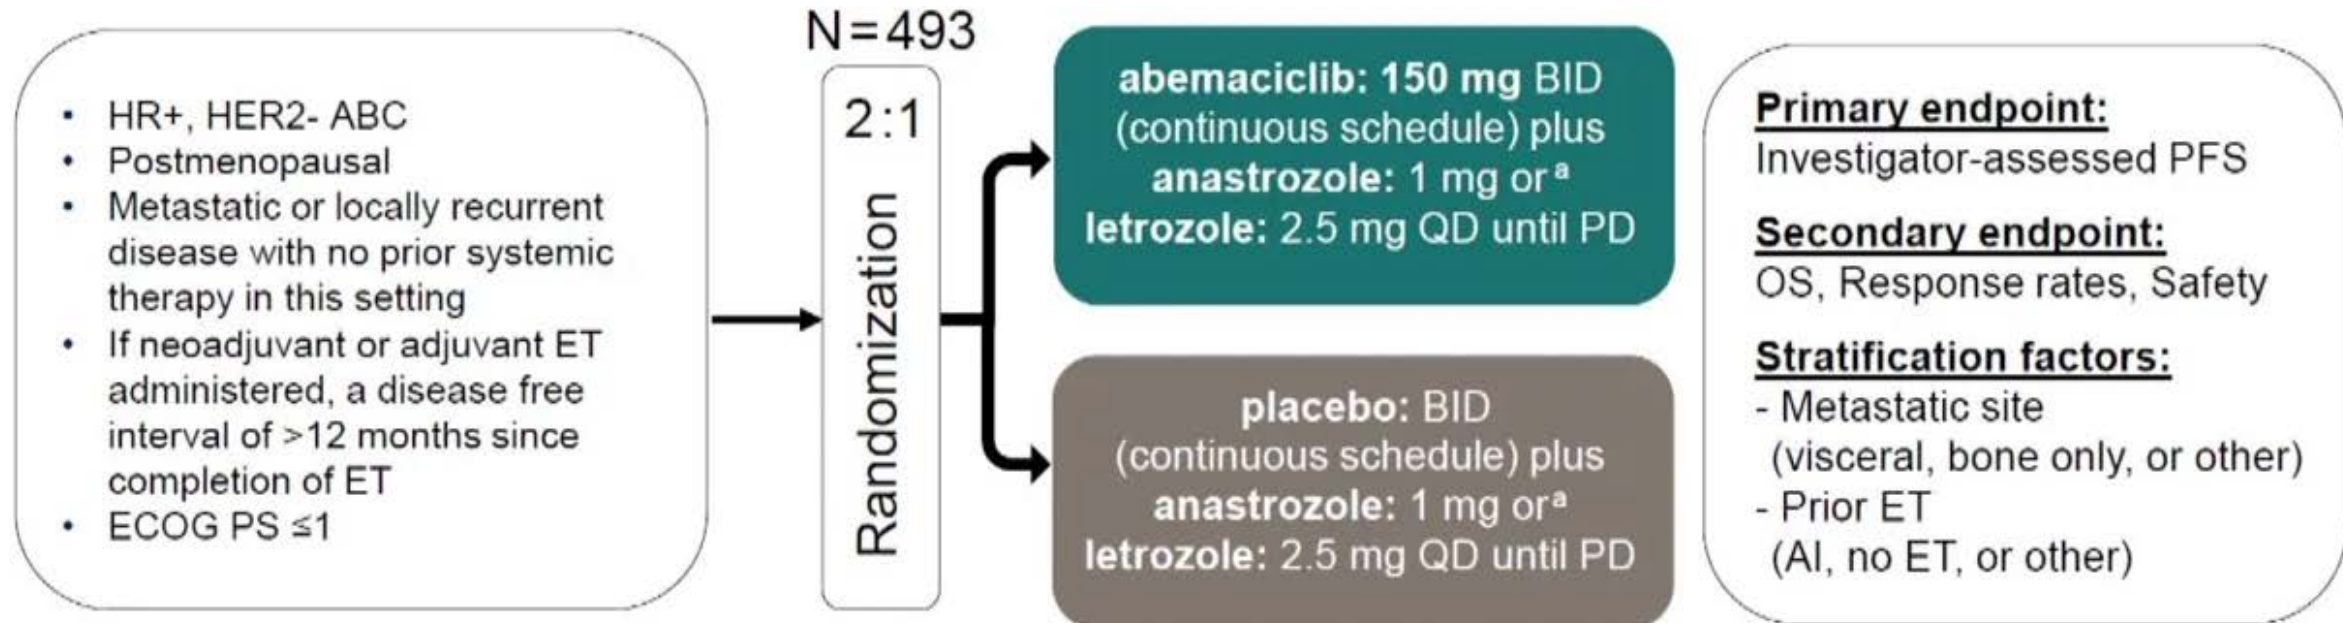 • HR+, HER2- ABC
• Postmenopausal
• Metastatic or locally recurrent
disease with no prior systemic
therapy in this setting
• If neoadjuvant or adjuvant ET
administered, a disease free
interval of >12 months since
completion of ET
• ECOG PS ≤1
N=493
2:1
Randomization
abemaciclib: 150 mg BID
(continuous schedule) plus
anastrozole: 1 mg or a
letrozole: 2.5 mg QD until PD
placebo: BID
(continuous schedule) plus
anastrozole: 1 mg or a
letrozole: 2.5 mg QD until PD
Primary endpoint:
Investigator-assessed PFS
Secondary endpoint:
OS, Response rates, Safety
Stratification factors:
- Metastatic site
(visceral, bone only, or other)
- Prior ET
(AI, no ET, or other)